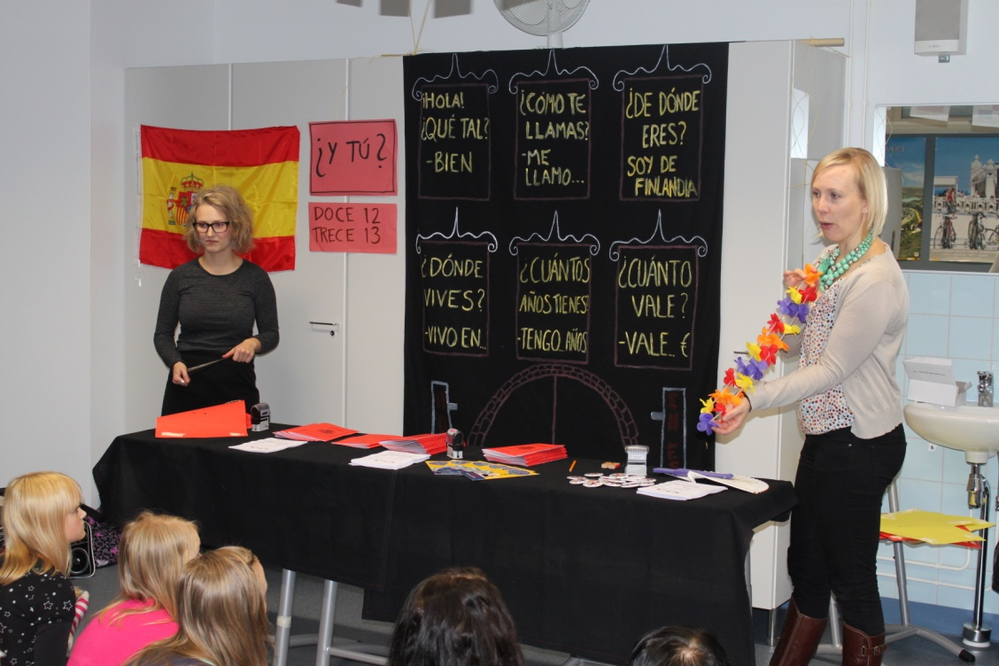 ¿Y TÚ?
DOCE 12
TRECE 13
¡HOLA!
¿QUÉ TAL?
-BIEN
¿CÓMO TE
LLAMAS?
-ME
LLAMO...
¿DE DÓNDE
ERES?
SOY DE
FINLANDIA
¿DÓNDE
VIVES?
-VIVO EN...
¿CUÁNTOS
AÑOS TIENES?
-TENGO...AÑOS
¿CUÁNTO
VALE?
-VALE... €